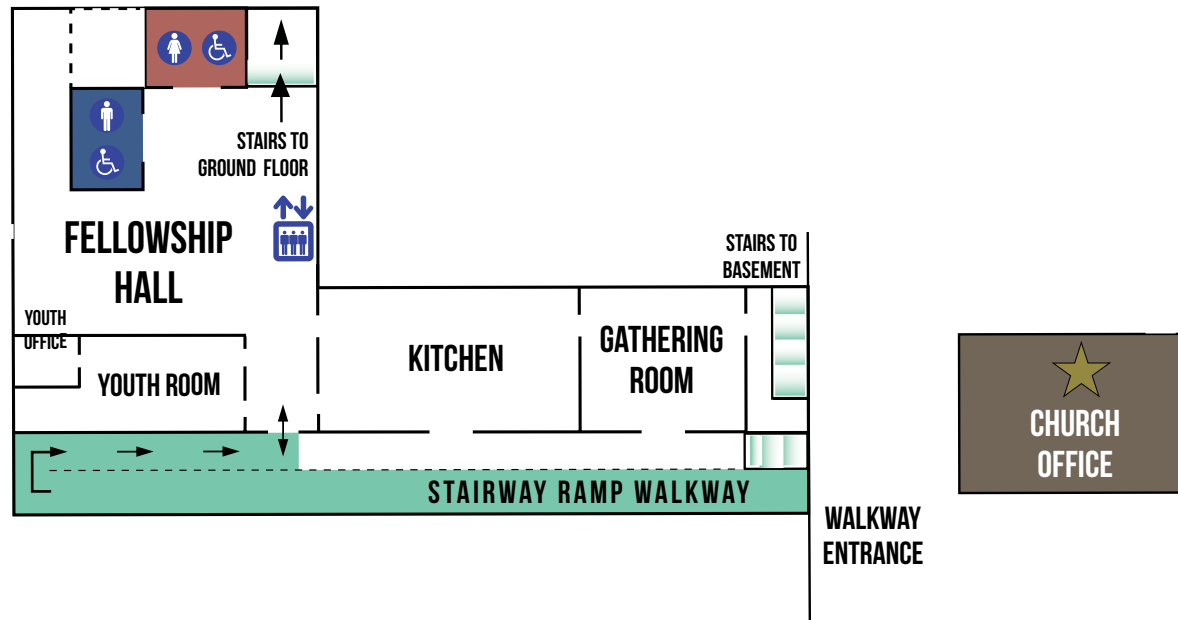 STAIRS TO
GROUND FLOOR
FELLOWSHIP
HALL
STAIRS TO
BASEMENT
YOUTH
OFFICE
YOUTH ROOM
KITCHEN
GATHERING
ROOM
CHURCH
OFFICE
STAIRWAY RAMP WALKWAY
WALKWAY
ENTRANCE